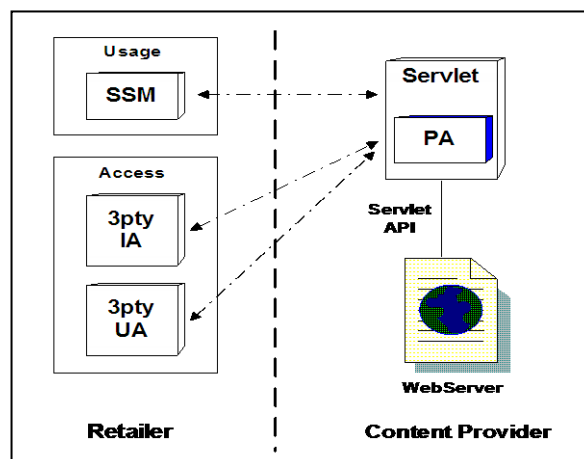 Usage
SSM
Access
3pty
IA
3pty
UA
Retailer
Servlet
PA
Servlet
API
WebServer
Content Provider